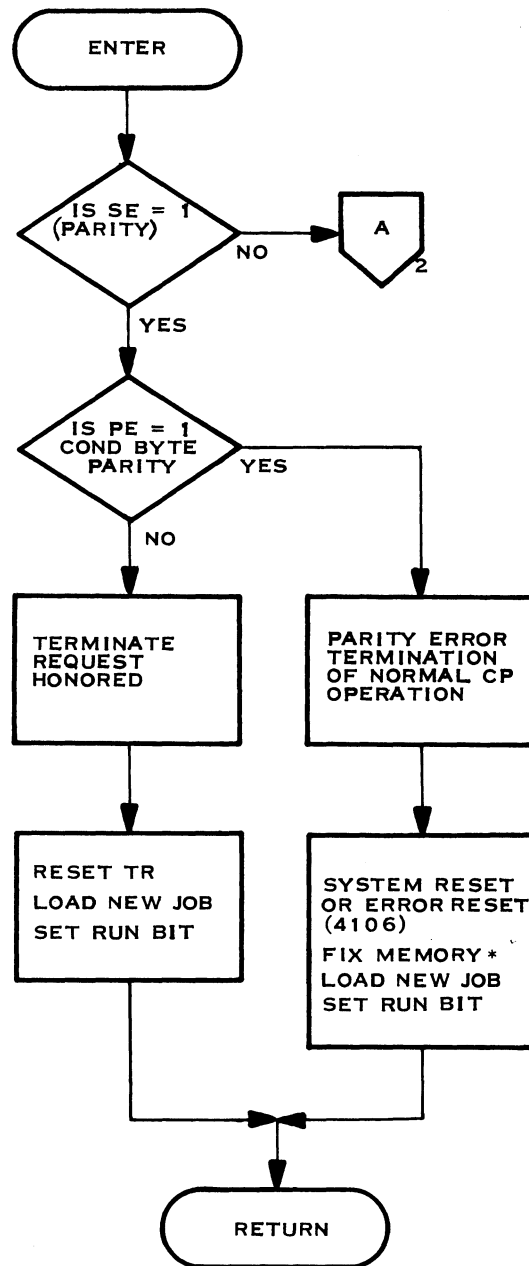 ENTER
IS SE = 1
(PARITY)
NO
A
2
YES
IS PE = 1
COND BYTE
PARITY
YES
NO
TERMINATE
REQUEST
HONORED
PARITY ERROR
TERMINATION
OF NORMAL CP
OPERATION
RESET TR
LOAD NEW JOB
SET RUN BIT
SYSTEM RESET
OR ERROR RESET
(4106)
FIX MEMORY *
LOAD NEW JOB
SET RUN BIT
RETURN